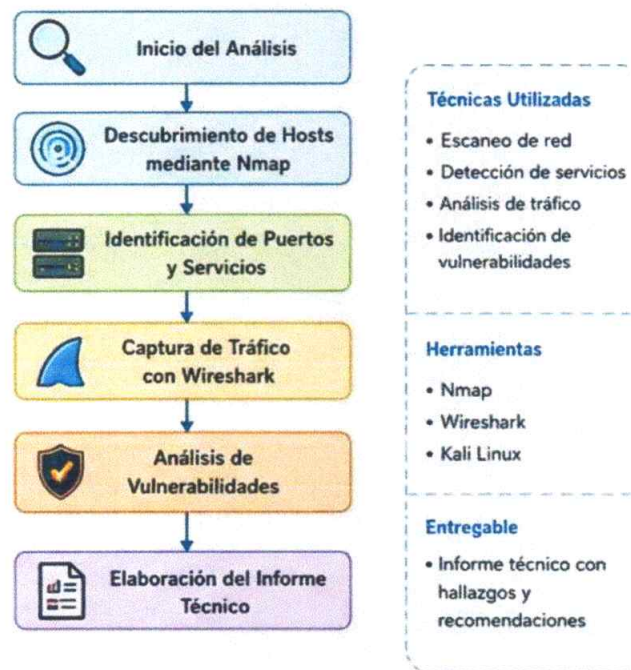 Inicio del Análisis
Descubrimiento de Hosts
mediante Nmap
Identificación de Puertos
y Servicios
Captura de Tráfico
con Wireshark
Análisis de
Vulnerabilidades
Elaboración del Informe
Técnico
Técnicas Utilizadas
• Escaneo de red
• Detección de servicios
• Análisis de tráfico
• Identificación de
vulnerabilidades
Herramientas
• Nmap
• Wireshark
• Kali Linux
Entregable
• Informe técnico con
hallazgos y
recomendaciones